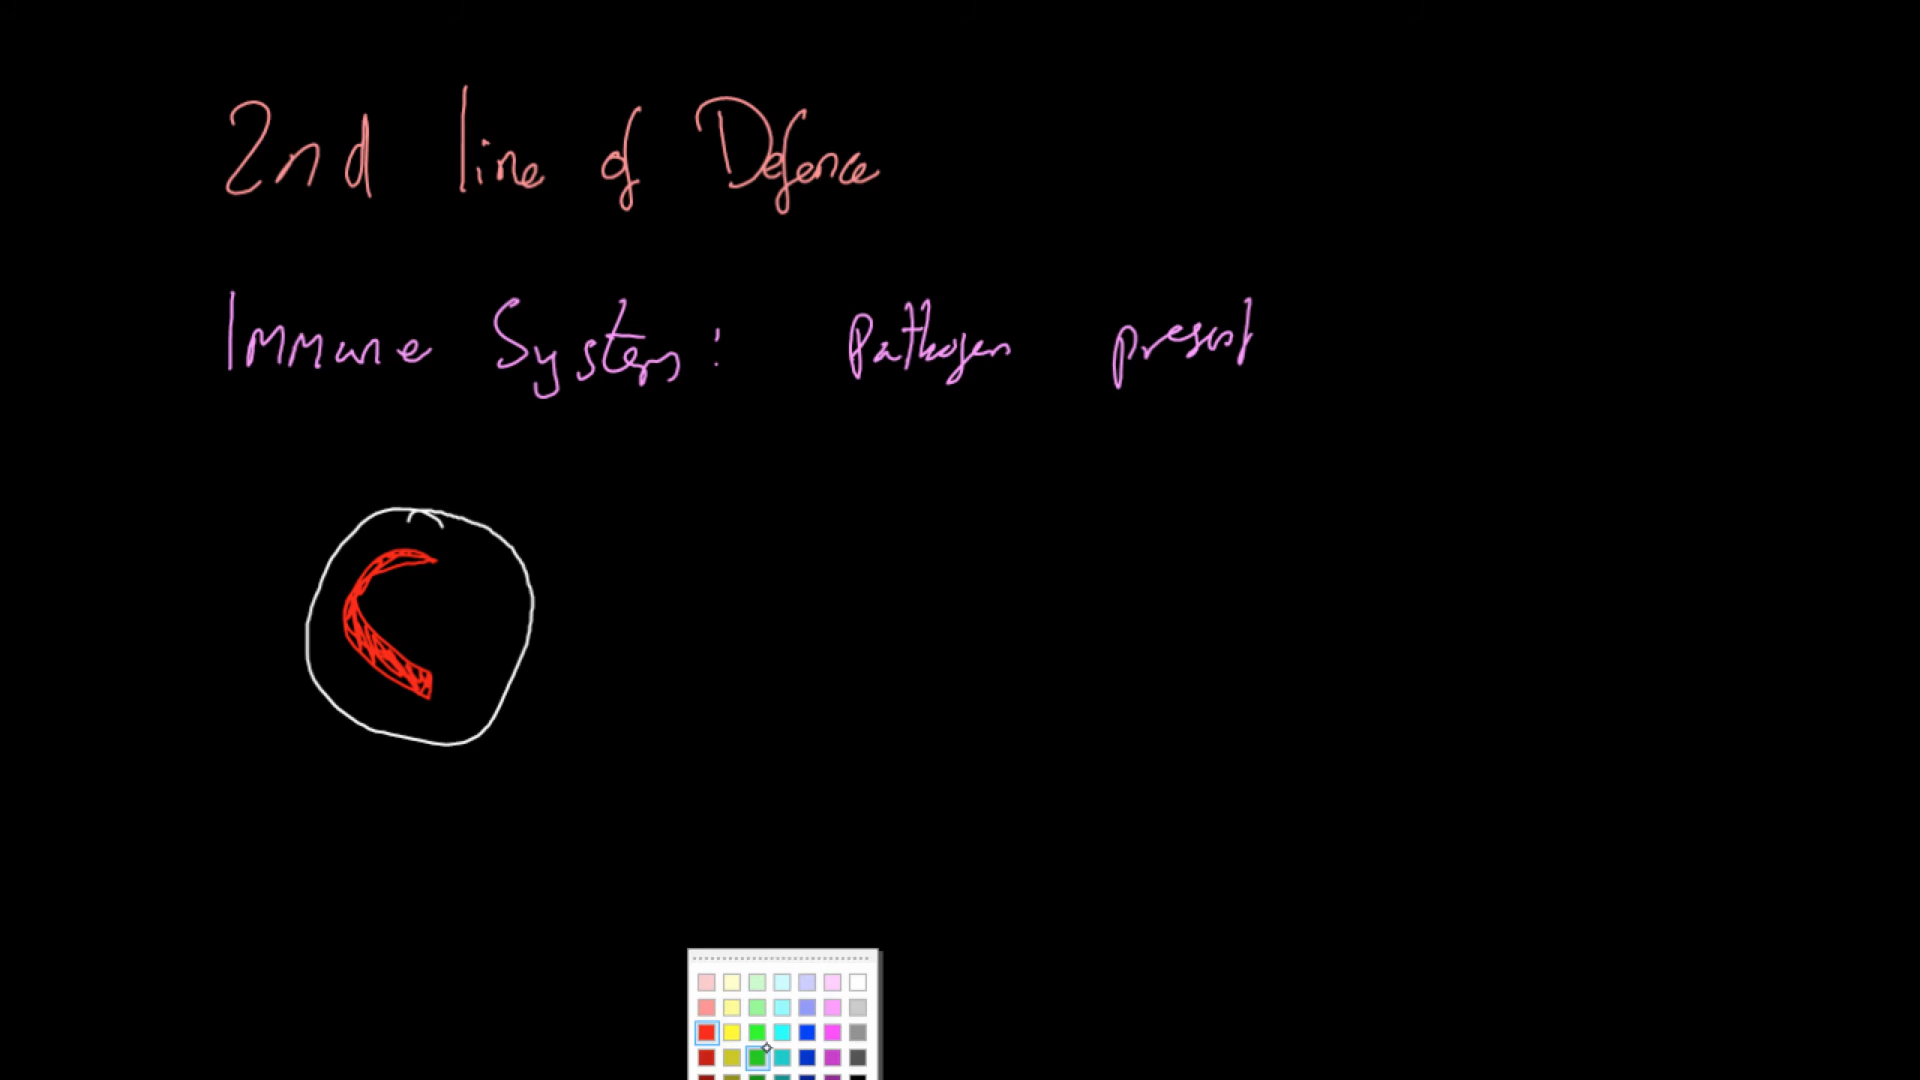 2nd line of Defence
Immune System: Pathogen present